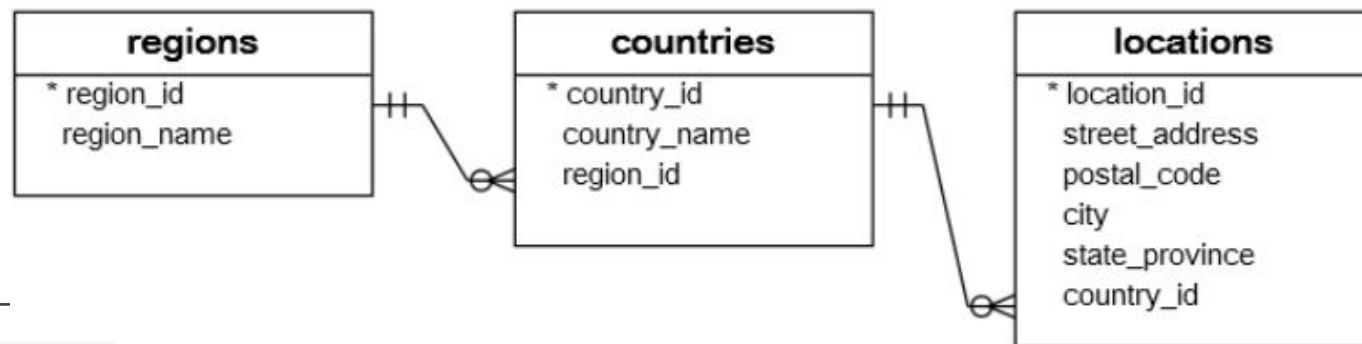 regions
* region_id
region_name
countries
* country_id
country_name
region_id
locations
* location_id
street_address
postal_code
city
state_province
country_id